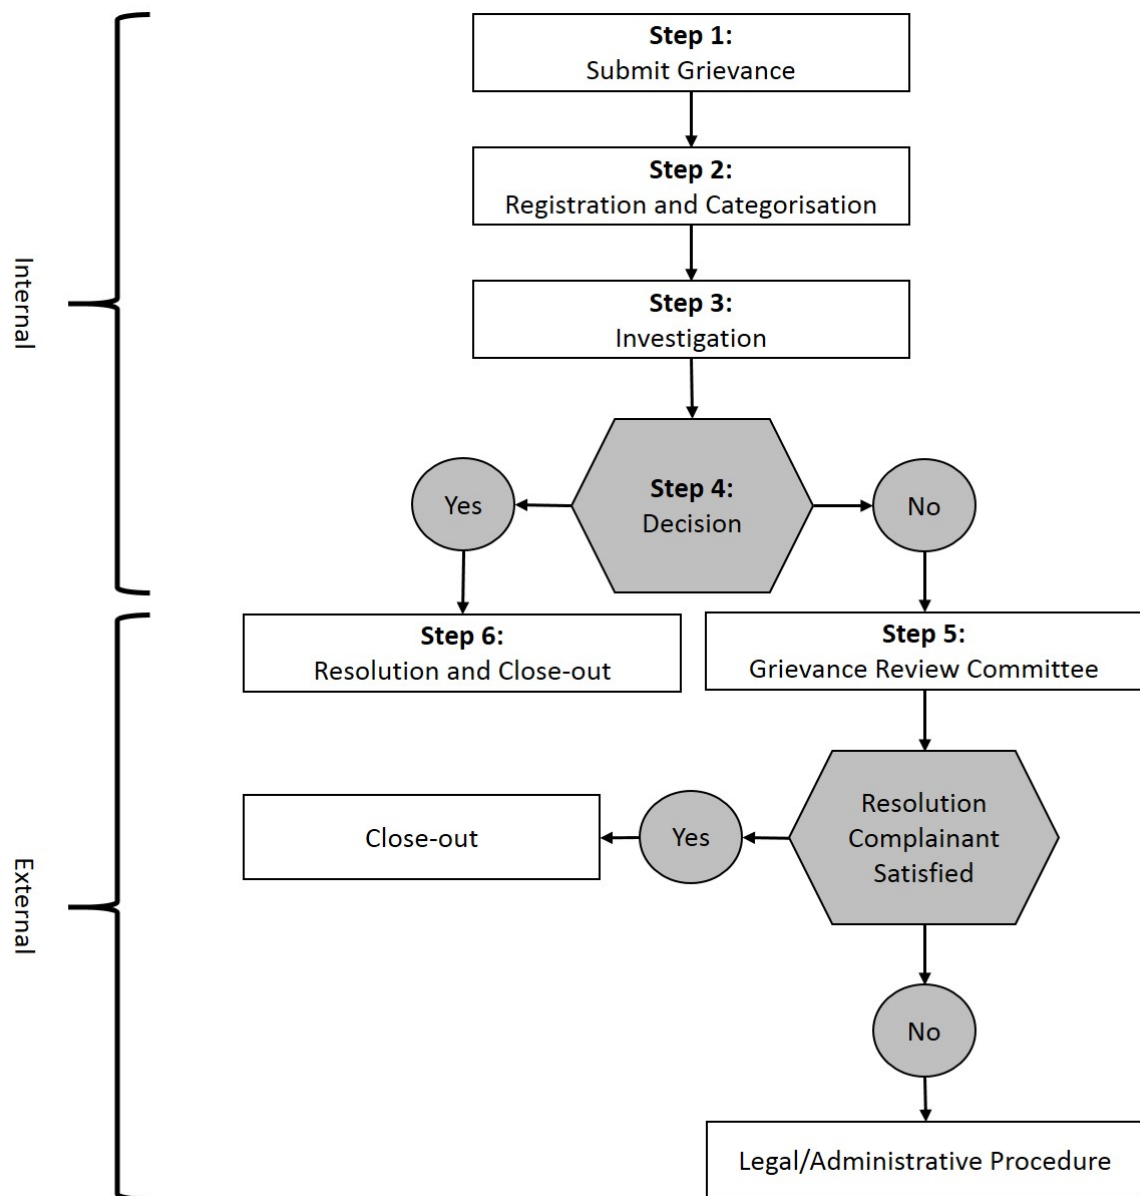 Step 1:
Submit Grievance
Step 2:
Registration and Categorisation
Step 3:
Investigation
Internal
Step 4:
Decision
Yes
No
Step 6:
Resolution and Close-out
Step 5:
Grievance Review Committee
Resolution
Complainant
Satisfied
Yes
Close-out
External
No
Legal/Administrative Procedure